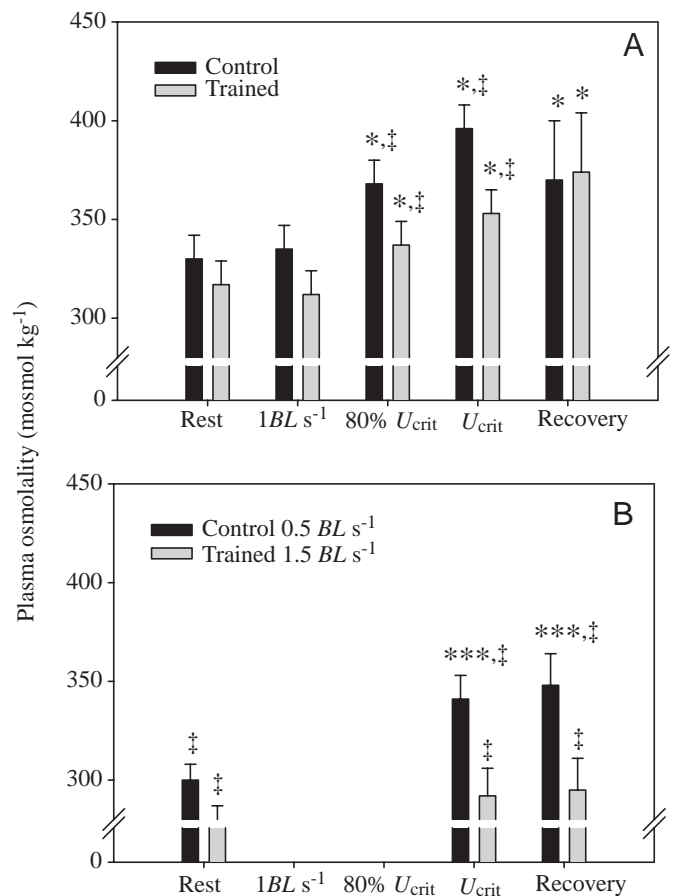 Plasma osmolality (mosmol kg⁻¹)
A
Control
Trained
450
400
350
300
0
*,‡
*,‡
*,‡
*,‡
*
*
Rest
1BL s⁻¹
80% Ucrit
Ucrit
Recovery
B
Control 0.5 BL s⁻¹
Trained 1.5 BL s⁻¹
450
400
350
300
0
‡
‡
***,‡
‡
***,‡
‡
Rest
1BL s⁻¹
80% Ucrit
Ucrit
Recovery